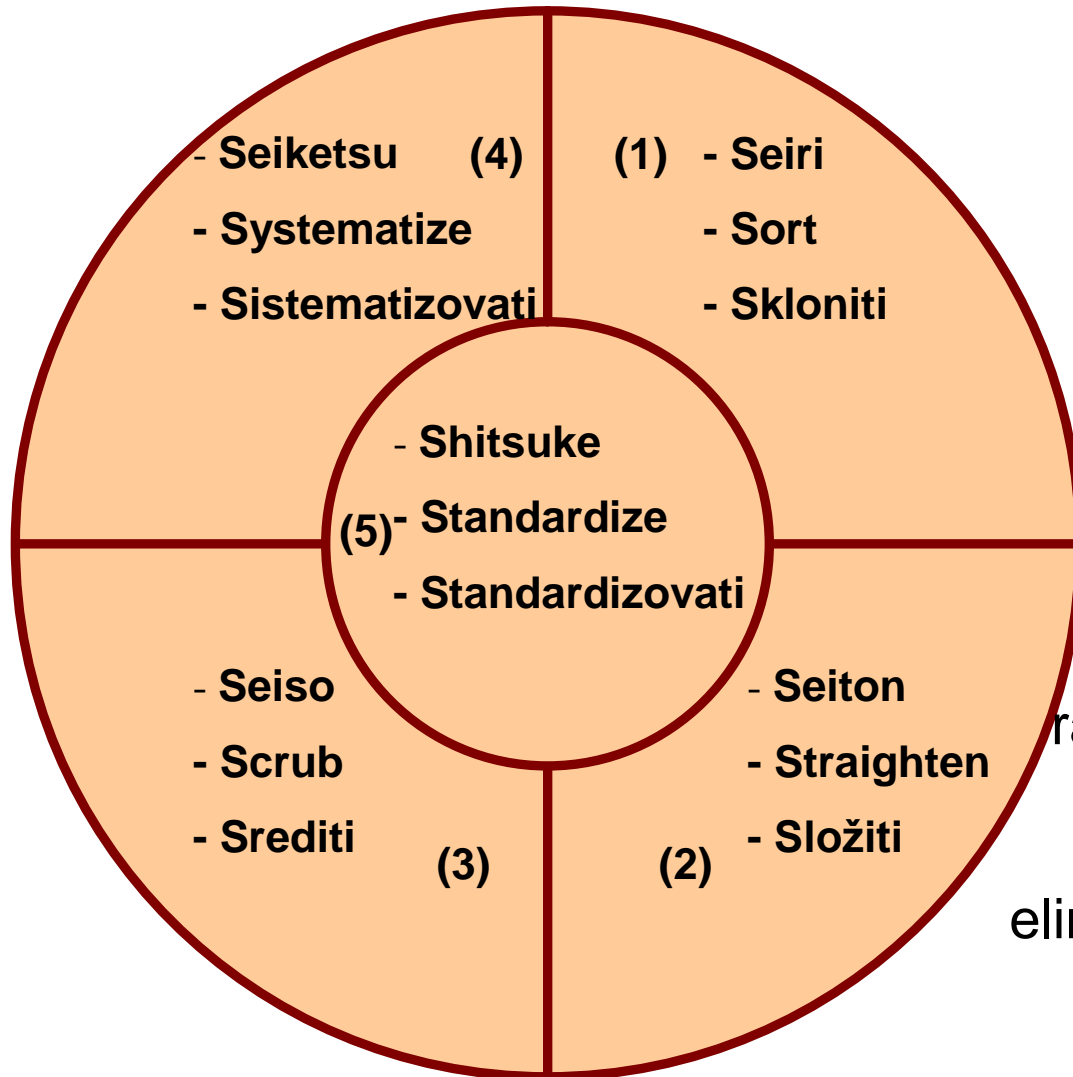 - Seiketsu (4)
- Systematize
- Sistematizovati
(1) - Seiri
- Sort
- Skloniti
- Shitsuke
(5) - Standardize
- Standardizovati
- Seiso
- Scrub
- Srediti
(3)
- Seiton
- Straighten
- Složiti
(2)